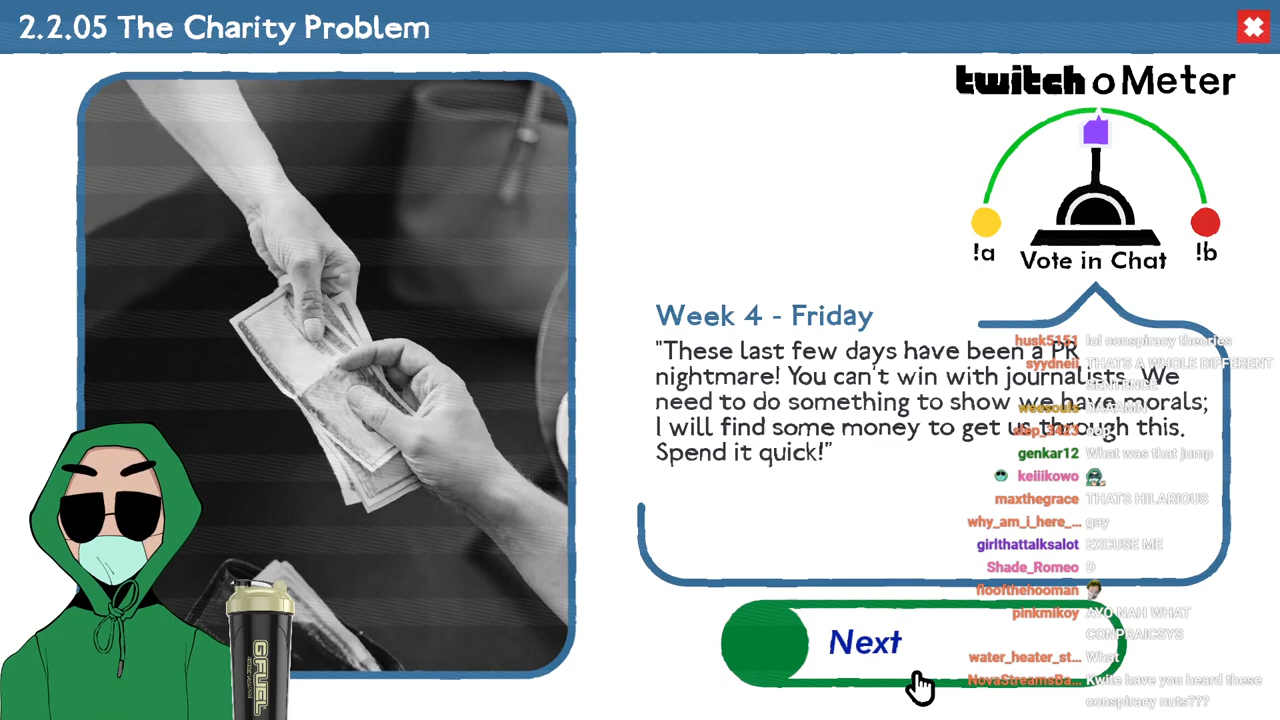 2.2.05 The Charity Problem
twitch o Meter
!a
Vote in Chat
!b
Week 4 - Friday
"These last few days have been a PR
nightmare! You can't win with journalists. We
need to do something to show we have morals;
I will find some money to get us through this.
Spend it quick!"
Next
husk5151 lol conspiracy theories
syydneii THATS A WHOLE DIFFERENT
SENTENCE
weesouls DAAAMN
genkar12 What was that jump
keiiikowo
maxthegrace THATS HILARIOUS
why_am_i_here_... gay
girlthattalksalot EXCUSE ME
Shade_Romeo D
floofthehooman
pinkmikoy AYO NAH WHAT
CONPRAICSYS
water_heater_st... What
NovaStreamsBa... Kwite have you heard these
conspiracy nuts???
GFUEL